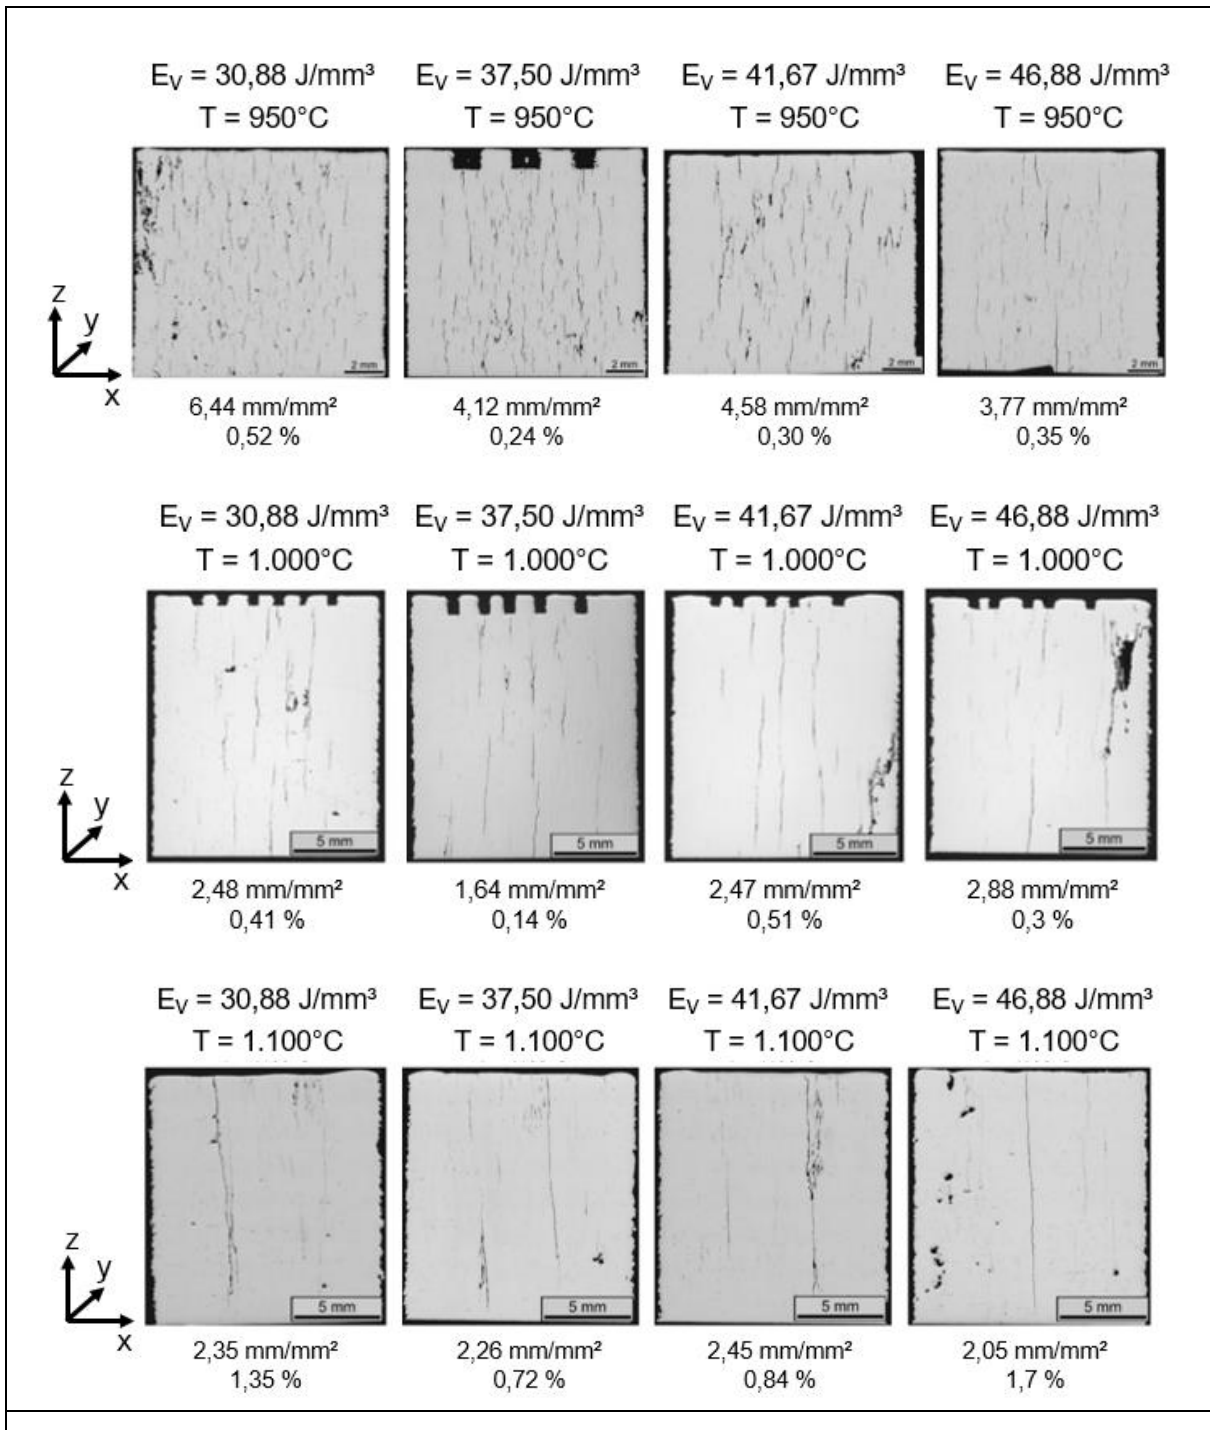 E_V = 30,88 J/mm³ E_V = 37,50 J/mm³ E_V = 41,67 J/mm³ E_V = 46,88 J/mm³
T = 950°C T = 950°C T = 950°C T = 950°C
2 mm 2 mm 2 mm 2 mm
z
y
x
6,44 mm/mm² 4,12 mm/mm² 4,58 mm/mm² 3,77 mm/mm²
0,52 % 0,24 % 0,30 % 0,35 %
E_V = 30,88 J/mm³ E_V = 37,50 J/mm³ E_V = 41,67 J/mm³ E_V = 46,88 J/mm³
T = 1.000°C T = 1.000°C T = 1.000°C T = 1.000°C
z
y
5 mm 5 mm 5 mm 5 mm
x
2,48 mm/mm² 1,64 mm/mm² 2,47 mm/mm² 2,88 mm/mm²
0,41 % 0,14 % 0,51 % 0,3 %
E_V = 30,88 J/mm³ E_V = 37,50 J/mm³ E_V = 41,67 J/mm³ E_V = 46,88 J/mm³
T = 1.100°C T = 1.100°C T = 1.100°C T = 1.100°C
z
y
5 mm 5 mm 5 mm 5 mm
x
2,35 mm/mm² 2,26 mm/mm² 2,45 mm/mm² 2,05 mm/mm²
1,35 % 0,72 % 0,84 % 1,7 %